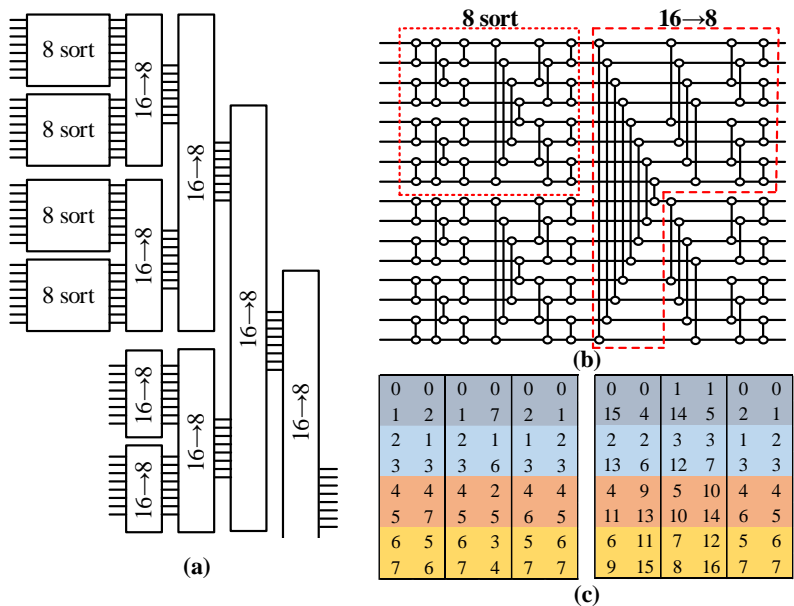 8 sort
8 sort
8 sort
8 sort
16→8
16→8
16→8
16→8
16→8
16→8
16→8
16→8
(a)
8 sort
16→8
(b)
0 0 0 0 0 0
1 2 1 7 2 1
2 1 2 1 1 2
3 3 3 6 3 3
4 4 4 2 4 4
5 7 5 5 6 5
6 5 6 3 5 6
7 6 7 4 7 7
0 0 1 1 0 0
15 4 14 5 2 1
2 2 3 3 1 2
13 6 12 7 3 3
4 9 5 10 4 4
11 13 10 14 6 5
6 11 7 12 5 6
9 15 8 16 7 7
(c)